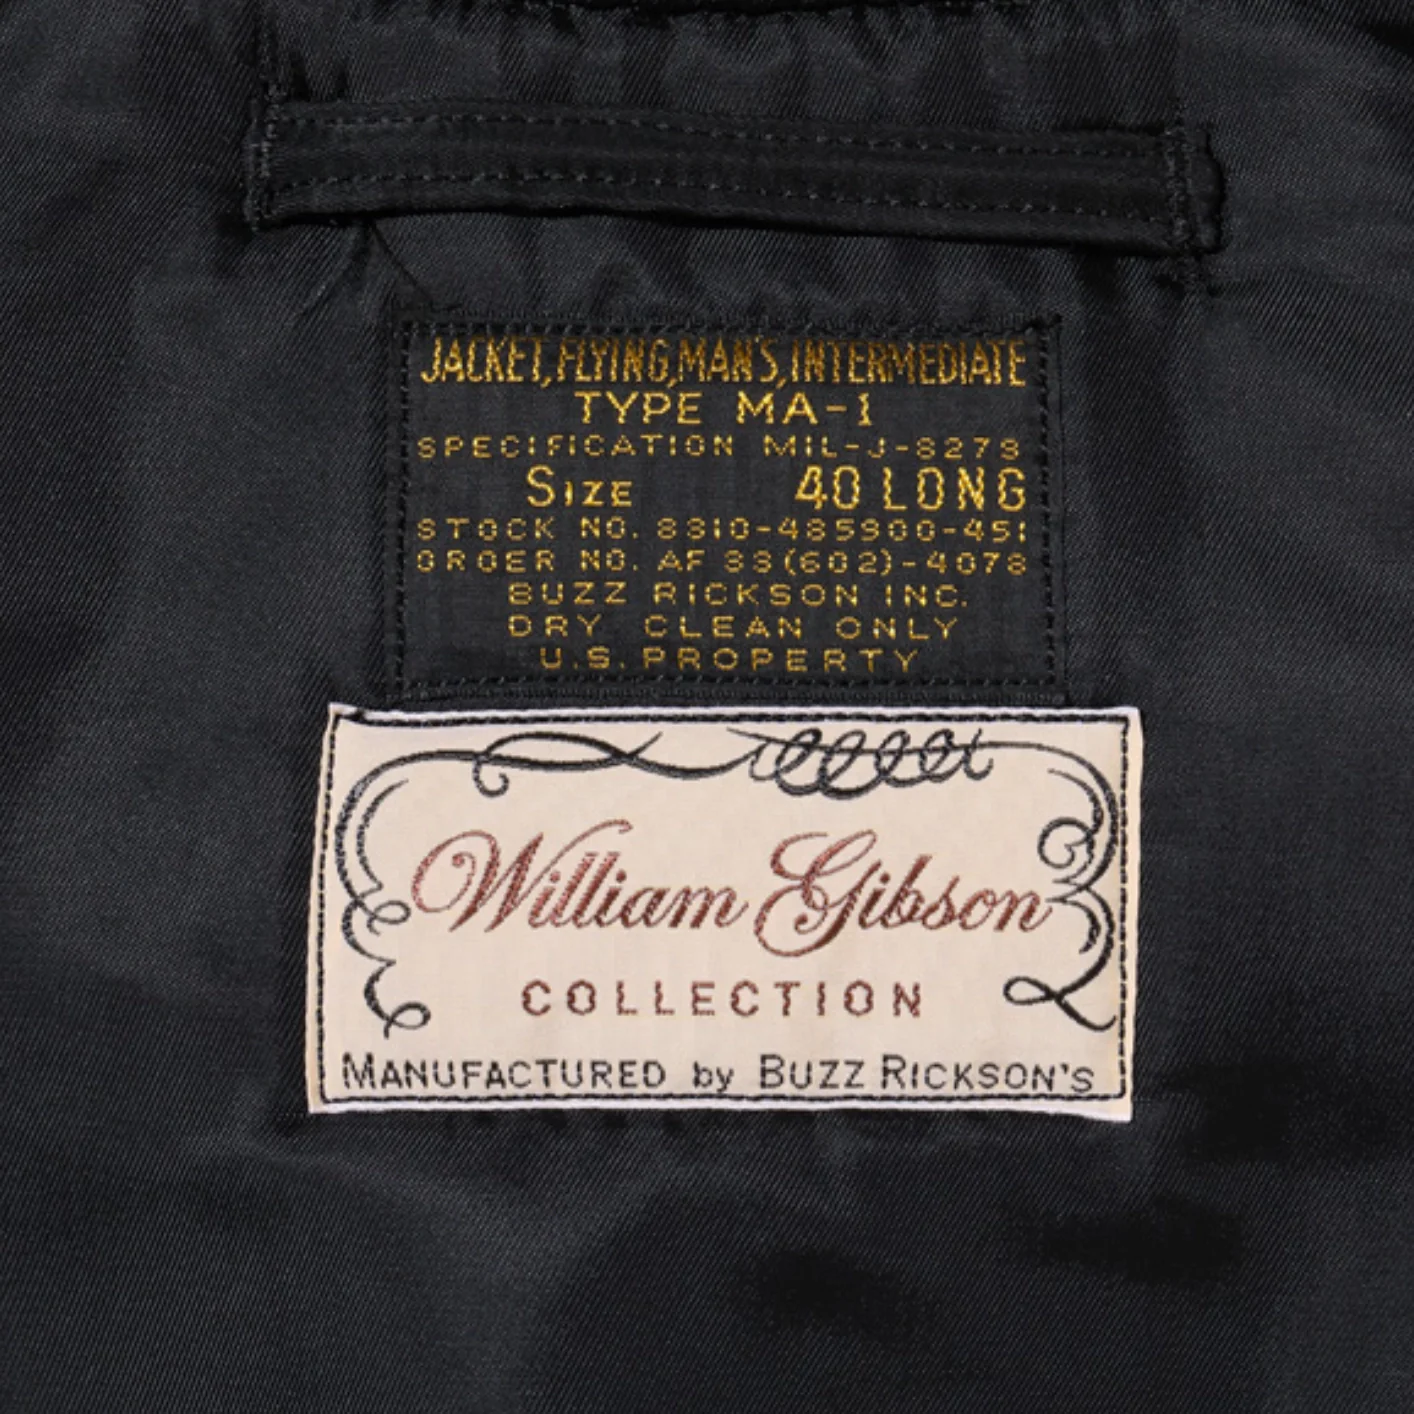 JACKET,FLYING,MAN'S,INTERMEDIATE
TYPE MA-1
SPECIFICATION MIL-J-8279
SIZE 40 LONG
STOCK NO. 8310-485900-451
ORDER NO. AF 33(602)-4078
BUZZ RICKSON INC.
DRY CLEAN ONLY
U.S. PROPERTY
William Gibson
COLLECTION
MANUFACTURED by BUZZ RICKSON'S